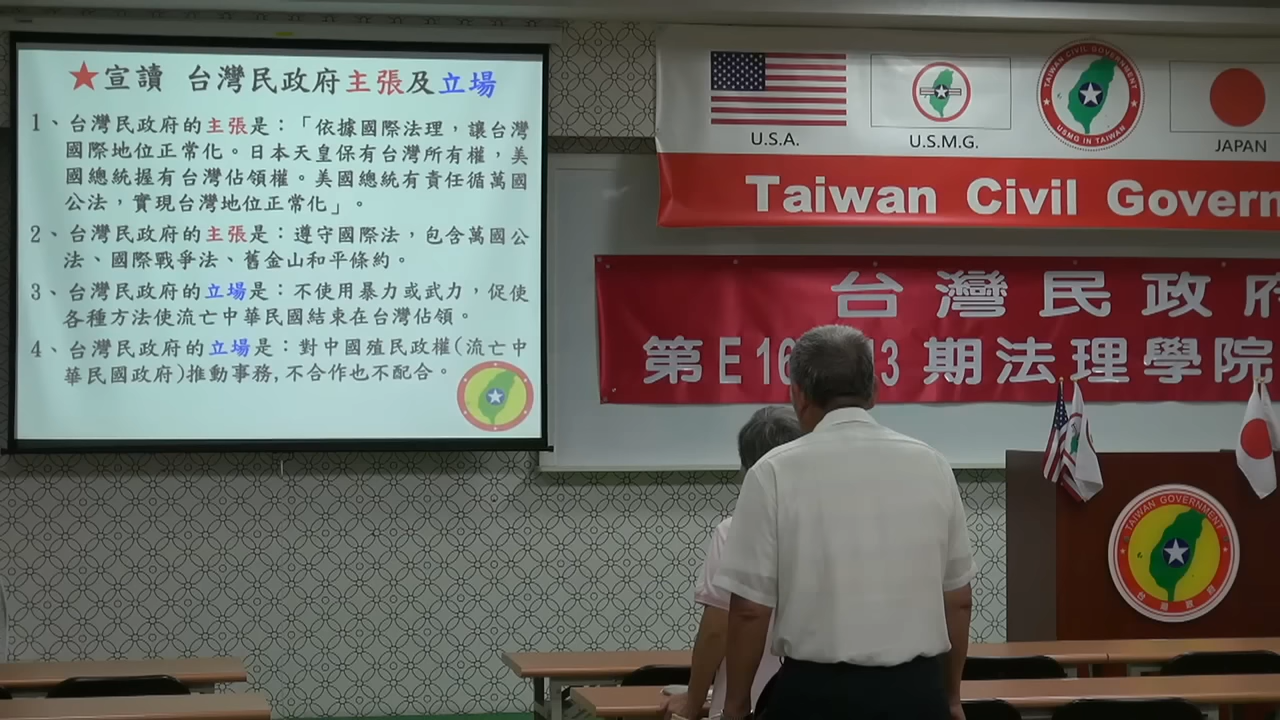 ★宣讀 台灣民政府主張及立場
1、台灣民政府的主張是：「依據國際法理，讓台灣
國際地位正常化。日本天皇保有台灣所有權，美
國總統握有台灣佔領權。美國總統有責任循萬國
公法，實現台灣地位正常化」。
2、台灣民政府的主張是：遵守國際法，包含萬國公
法、國際戰爭法、舊金山和平條約。
3、台灣民政府的立場是：不使用暴力或武力，促使
各種方法使流亡中華民國結束在台灣佔領。
4、台灣民政府的立場是：對中國殖民政權(流亡中
華民國政府)推動事務,不合作也不配合。
U.S.A.
U.S.M.G.
TAIWAN CIVIL GOVERNMENT
USMG IN TAIWAN
JAPAN
Taiwan Civil Govern
台灣民政府
第E16 3期法理學院
TAIWAN GOVERNMENT
台灣政府